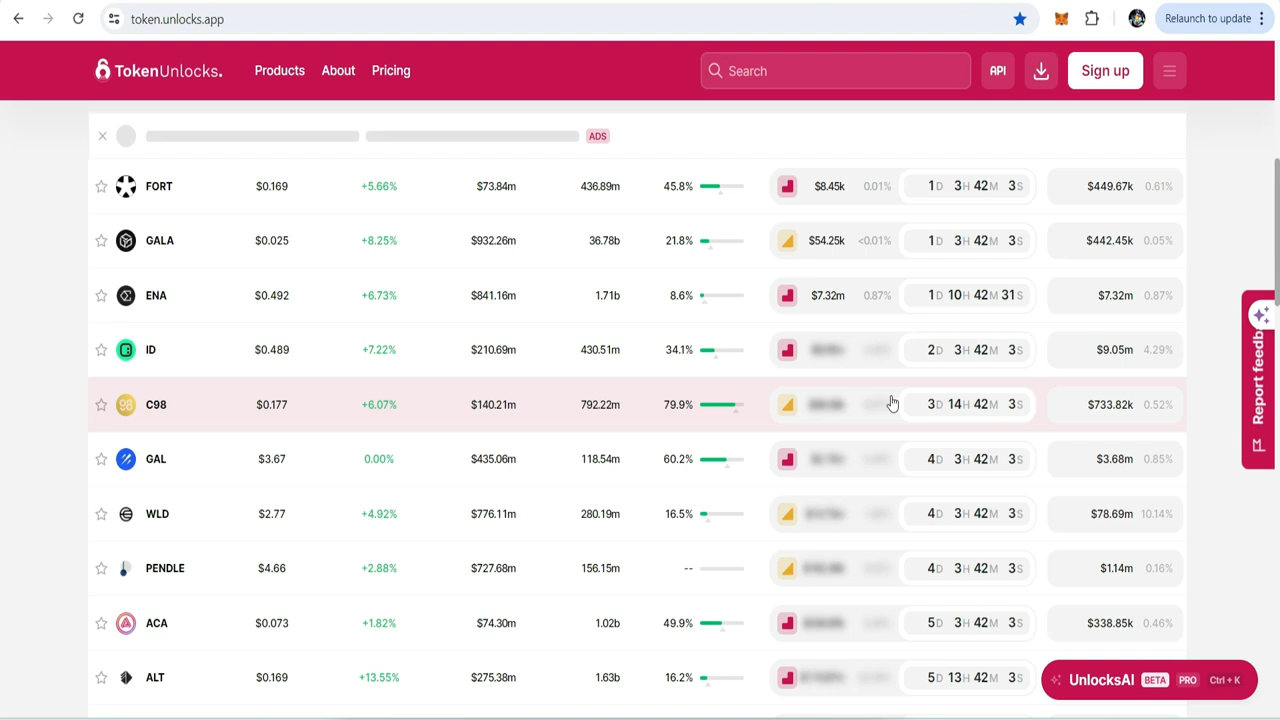 token.unlocks.app
Relaunch to update
TokenUnlocks.
Products
About
Pricing
Search
API
Sign up
ADS
FORT $0.169 +5.66% $73.84m 436.89m 45.8% $8.45k 0.01% 1D 3H 42M 3S $449.67k 0.61%
GALA $0.025 +8.25% $932.26m 36.78b 21.8% $54.25k <0.01% 1D 3H 42M 3S $442.45k 0.05%
ENA $0.492 +6.73% $841.16m 1.71b 8.6% $7.32m 0.87% 1D 10H 42M 31S $7.32m 0.87%
ID $0.489 +7.22% $210.69m 430.51m 34.1% 2D 3H 42M 3S $9.05m 4.29%
C98 $0.177 +6.07% $140.21m 792.22m 79.9% 3D 14H 42M 3S $733.82k 0.52%
GAL $3.67 0.00% $435.06m 118.54m 60.2% 4D 3H 42M 3S $3.68m 0.85%
WLD $2.77 +4.92% $776.11m 280.19m 16.5% 4D 3H 42M 3S $78.69m 10.14%
PENDLE $4.66 +2.88% $727.68m 156.15m -- 4D 3H 42M 3S $1.14m 0.16%
ACA $0.073 +1.82% $74.30m 1.02b 49.9% 5D 3H 42M 3S $338.85k 0.46%
ALT $0.169 +13.55% $275.38m 1.63b 16.2% 5D 13H 42M 3S
Report feedb
UnlocksAI BETA PRO Ctrl + K